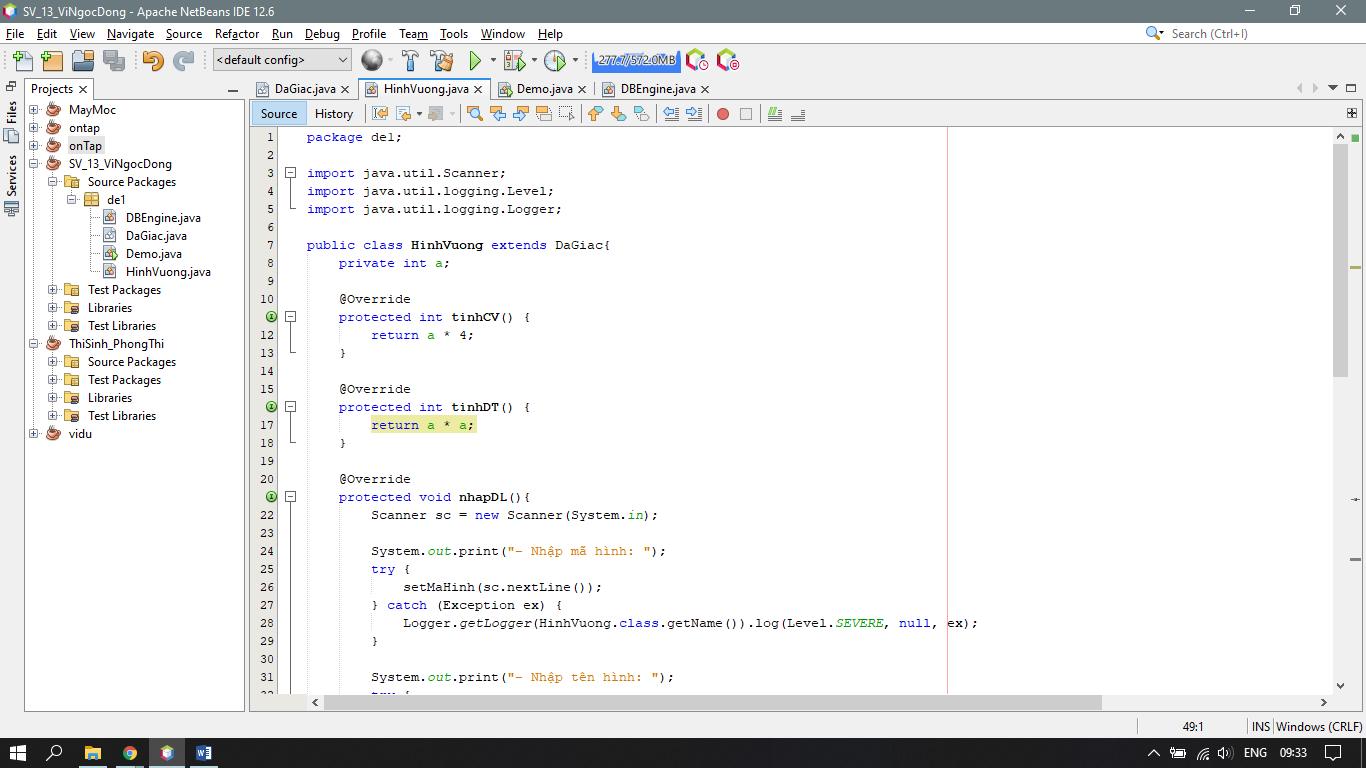 SV_13_ViNgocDong - Apache NetBeans IDE 12.6
File Edit View Navigate Source Refactor Run Debug Profile Team Tools Window Help
Search (Ctrl+I)
<default config>
277.7/572.0MB
Projects
Files
Services
MayMoc
ontap
onTap
SV_13_ViNgocDong
Source Packages
de1
DBEngine.java
DaGiac.java
Demo.java
HinhVuong.java
Test Packages
Libraries
Test Libraries
ThiSinh_PhongThi
Source Packages
Test Packages
Libraries
Test Libraries
vidu
DaGiac.java HinhVuong.java Demo.java DBEngine.java
Source History
1 package de1;
2
3 import java.util.Scanner;
4 import java.util.logging.Level;
5 import java.util.logging.Logger;
6
7 public class HinhVuong extends DaGiac{
8 private int a;
9
10 @Override
protected int tinhCV() {
12 return a * 4;
13 }
14
15 @Override
protected int tinhDT() {
17 return a * a;
18 }
19
20 @Override
protected void nhapDL(){
22 Scanner sc = new Scanner(System.in);
23
24 System.out.print("- Nhập mã hình: ");
25 try {
26 setMaHinh(sc.nextLine());
27 } catch (Exception ex) {
28 Logger.getLogger(HinhVuong.class.getName()).log(Level.SEVERE, null, ex);
29 }
30
31 System.out.print("- Nhập tên hình: ");
32 try {
49:1 INS Windows (CRLF)
ENG 09:33